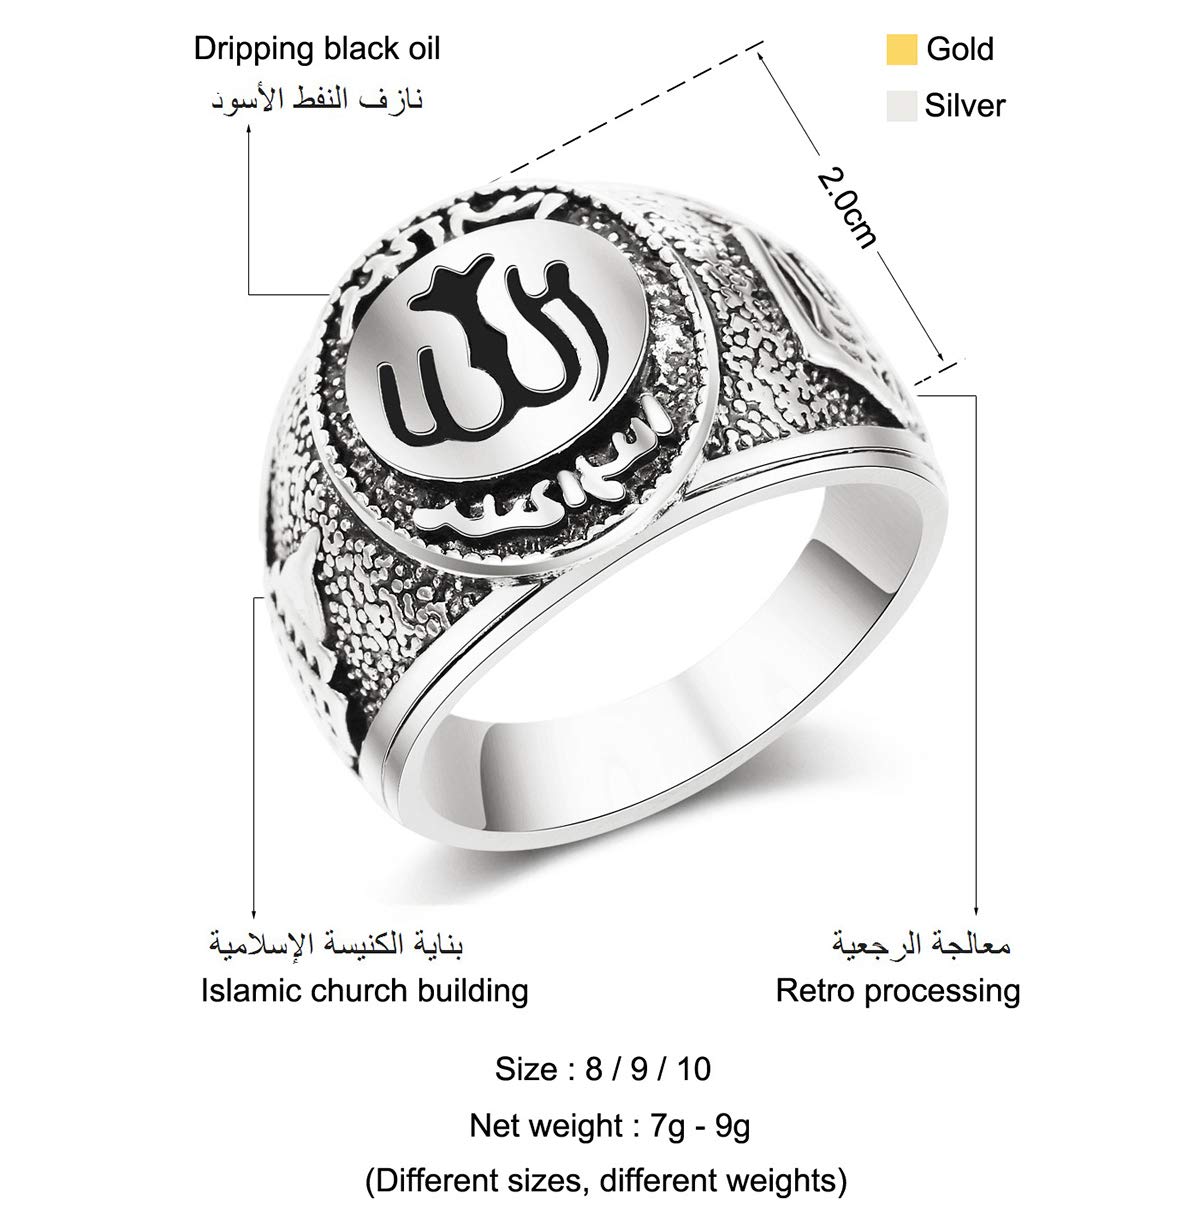 Dripping black oil
نازف النفط الأسود
Gold
Silver
2.0cm
الله
بناية الكنيسة الإسلامية
Islamic church building
معالجة الرجعية
Retro processing
Size : 8 / 9 / 10
Net weight : 7g - 9g
(Different sizes, different weights)